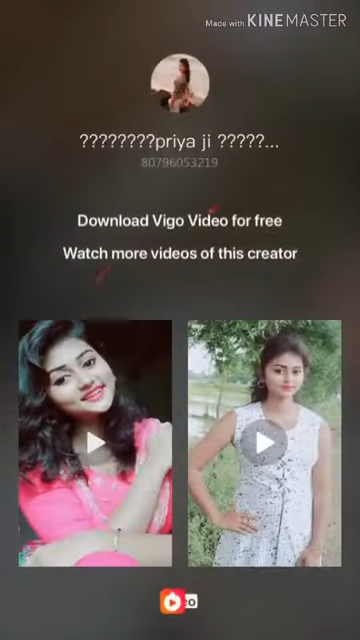 Made with KINEMASTER
????????priya ji ?????...
80796053219
Download Vigo Video for free
Watch more videos of this creator